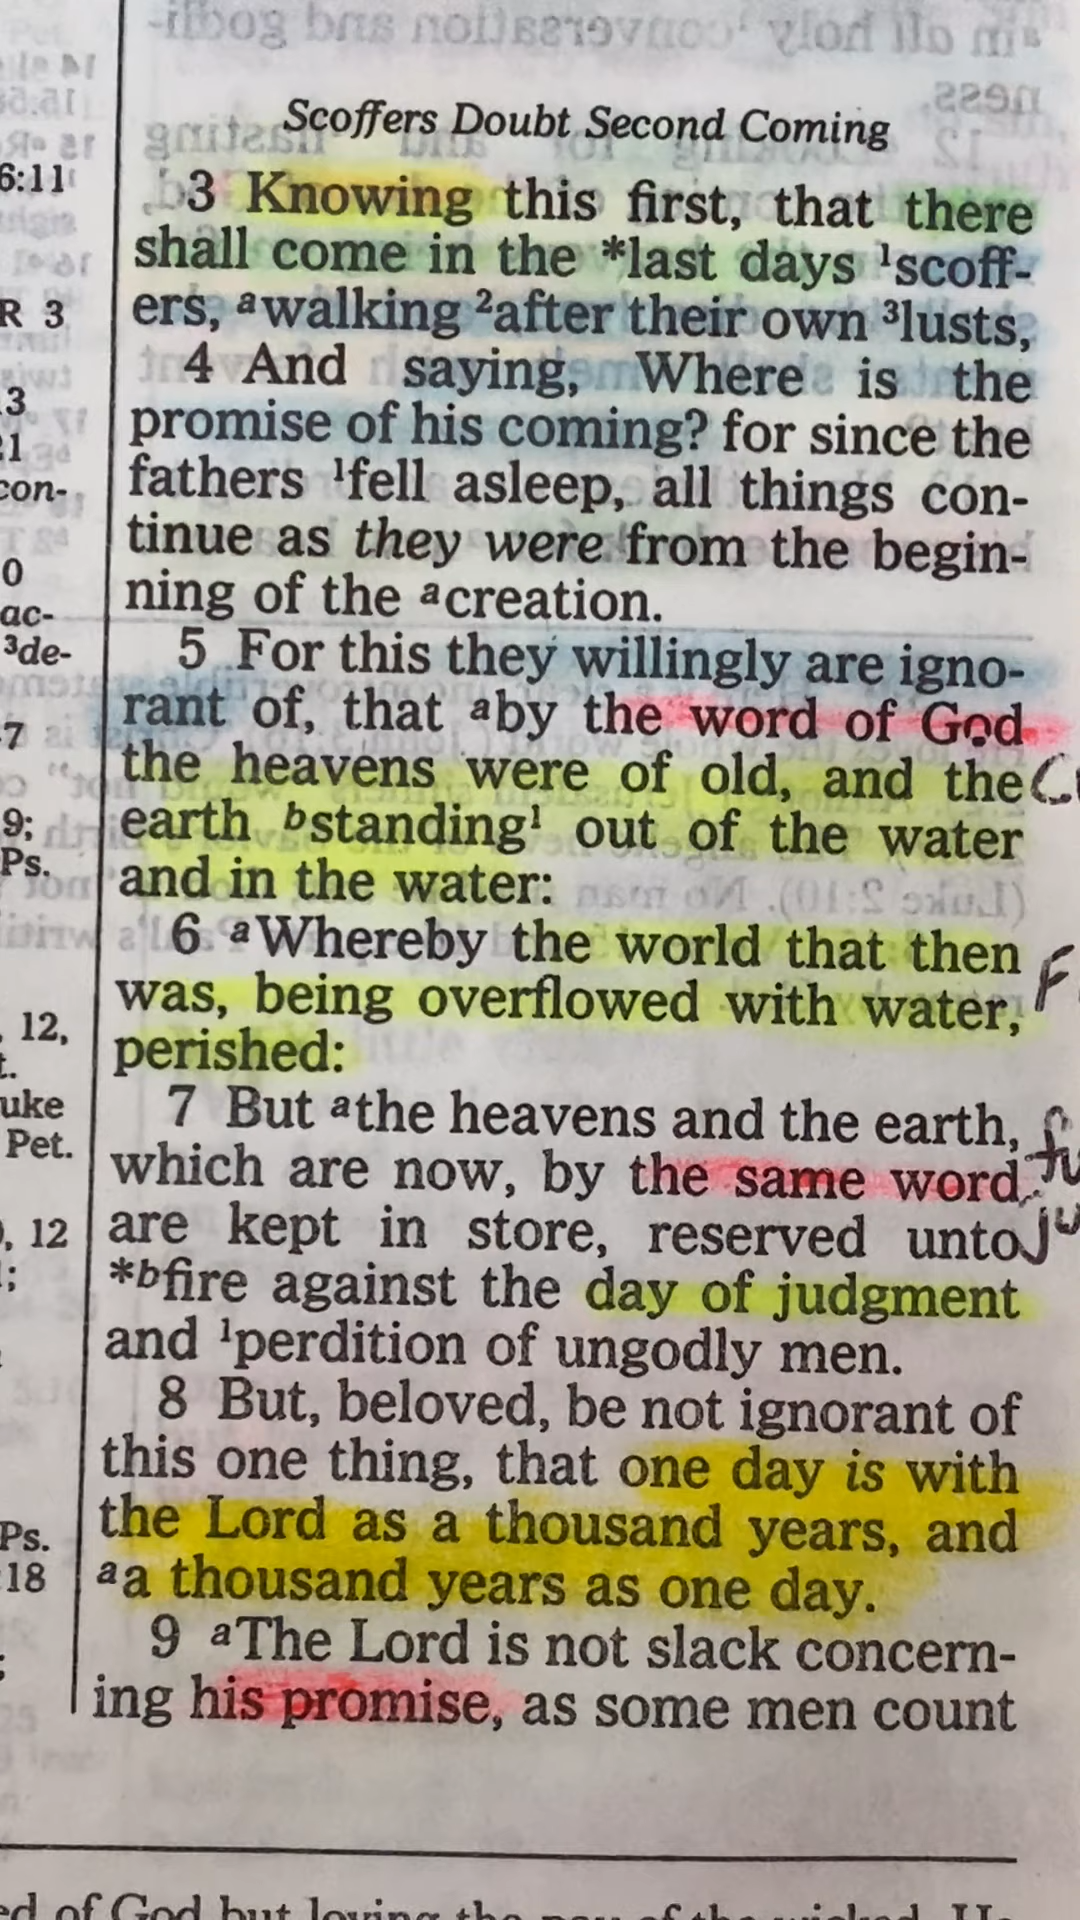 Scoffers Doubt Second Coming
3 Knowing this first, that there
shall come in the *last days ¹scoff-
ers, ᵃwalking ²after their own ³lusts,
4 And saying, Where is the
promise of his coming? for since the
fathers ¹fell asleep, all things con-
tinue as they were from the begin-
ning of the ᵃcreation.
5 For this they willingly are igno-
rant of, that ᵃby the word of God
the heavens were of old, and the
earth ᵇstanding¹ out of the water
and in the water:
6 ᵃWhereby the world that then
was, being overflowed with water,
perished:
7 But ᵃthe heavens and the earth,
which are now, by the same word
are kept in store, reserved unto
*ᵇfire against the day of judgment
and ¹perdition of ungodly men.
8 But, beloved, be not ignorant of
this one thing, that one day is with
the Lord as a thousand years, and
ᵃa thousand years as one day.
9 ᵃThe Lord is not slack concern-
ing his promise, as some men count
6:11
R 3
con-
0
ac-
³de-
7
9;
Ps.
12,
uke
Pet.
, 12
Ps.
18
of God but loving the